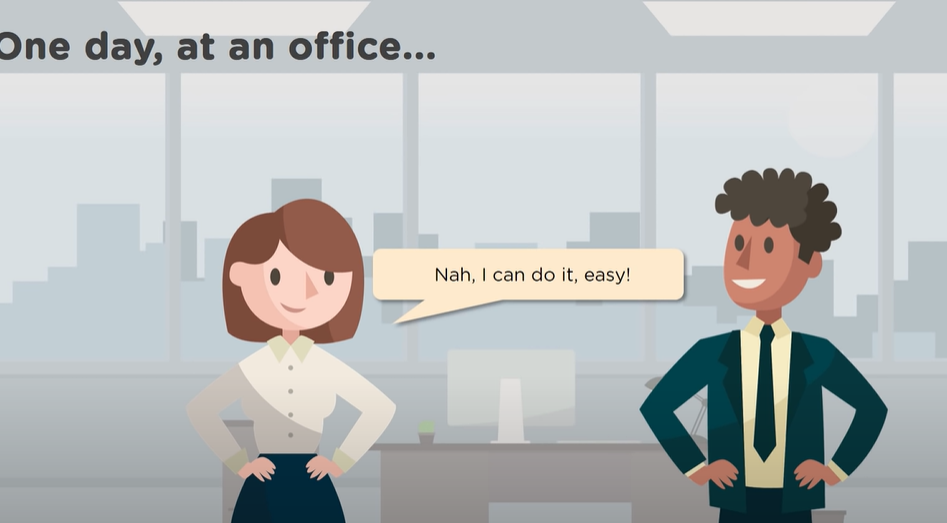 One day, at an office...
Nah, I can do it, easy!